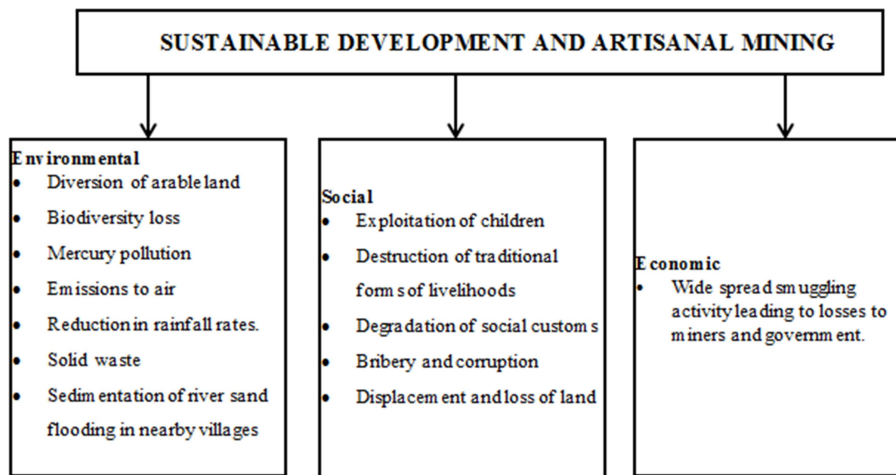 SUSTAINABLE DEVELOPMENT AND ARTISANAL MINING
Environmental
• Diversion of arable land
• Biodiversity loss
• Mercury pollution
• Emissions to air
• Reduction in rainfall rates.
• Solid waste
• Sedimentation of river sand
flooding in nearby villages
Social
• Exploitation of children
• Destruction of traditional
forms of livelihoods
• Degradation of social customs
• Bribery and corruption
• Displacement and loss of land
Economic
• Wide spread smuggling
activity leading to losses to
miners and government.